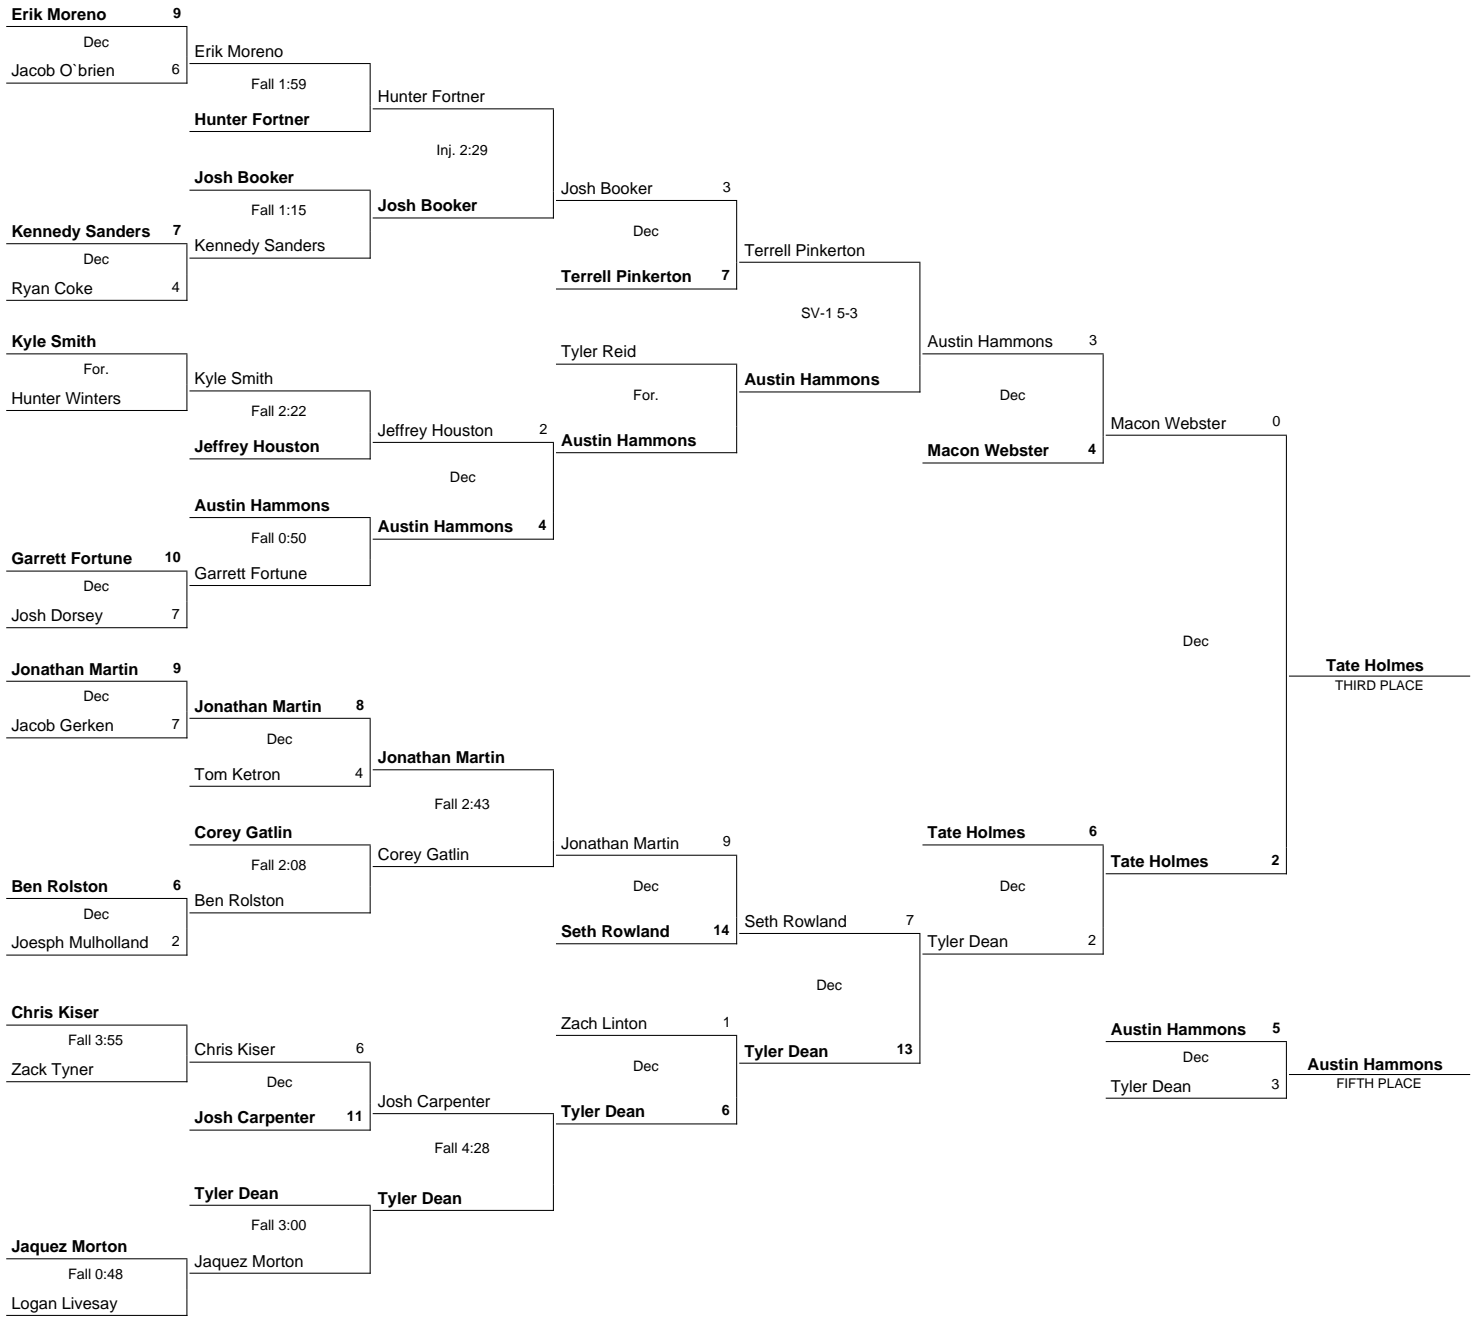 Erik Moreno 9
Dec
Jacob O`brien 6
Erik Moreno
Fall 1:59
Hunter Fortner
Hunter Fortner
Inj. 2:29
Josh Booker
Josh Booker
Fall 1:15
Kennedy Sanders
Kennedy Sanders 7
Dec
Ryan Coke 4
Josh Booker 3
Dec
Terrell Pinkerton 7
Terrell Pinkerton
SV-1 5-3
Austin Hammons
Kyle Smith
For.
Hunter Winters
Kyle Smith
Fall 2:22
Jeffrey Houston
Jeffrey Houston 2
Dec
Austin Hammons 4
Tyler Reid
For.
Austin Hammons
Austin Hammons
Fall 0:50
Garrett Fortune
Garrett Fortune 10
Dec
Josh Dorsey 7
Austin Hammons 3
Dec
Macon Webster 4
Macon Webster 0
Dec
Tate Holmes 2
Tate Holmes
THIRD PLACE
Jonathan Martin 9
Dec
Jacob Gerken 7
Jonathan Martin 8
Dec
Tom Ketron 4
Jonathan Martin
Fall 2:43
Corey Gatlin
Corey Gatlin
Fall 2:08
Ben Rolston
Ben Rolston 6
Dec
Joesph Mulholland 2
Jonathan Martin 9
Dec
Seth Rowland 14
Seth Rowland 7
Dec
Tyler Dean 13
Tate Holmes 6
Dec
Tyler Dean 2
Chris Kiser
Fall 3:55
Zack Tyner
Chris Kiser 6
Dec
Josh Carpenter 11
Josh Carpenter
Fall 4:28
Tyler Dean
Zach Linton 1
Dec
Tyler Dean 6
Tyler Dean
Fall 3:00
Jaquez Morton
Jaquez Morton
Fall 0:48
Logan Livesay
Austin Hammons 5
Dec
Tyler Dean 3
Austin Hammons
FIFTH PLACE